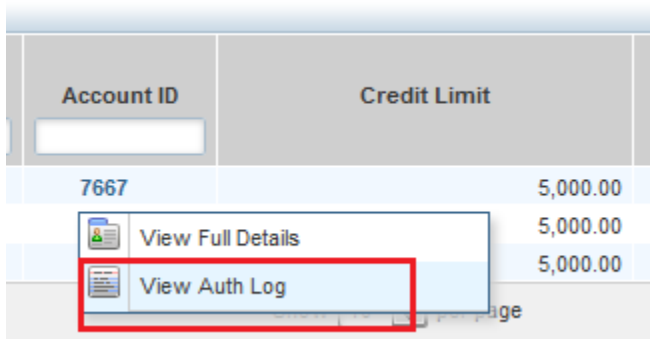 Account ID Credit Limit
7667 5,000.00
View Full Details 5,000.00
View Auth Log 5,000.00
page